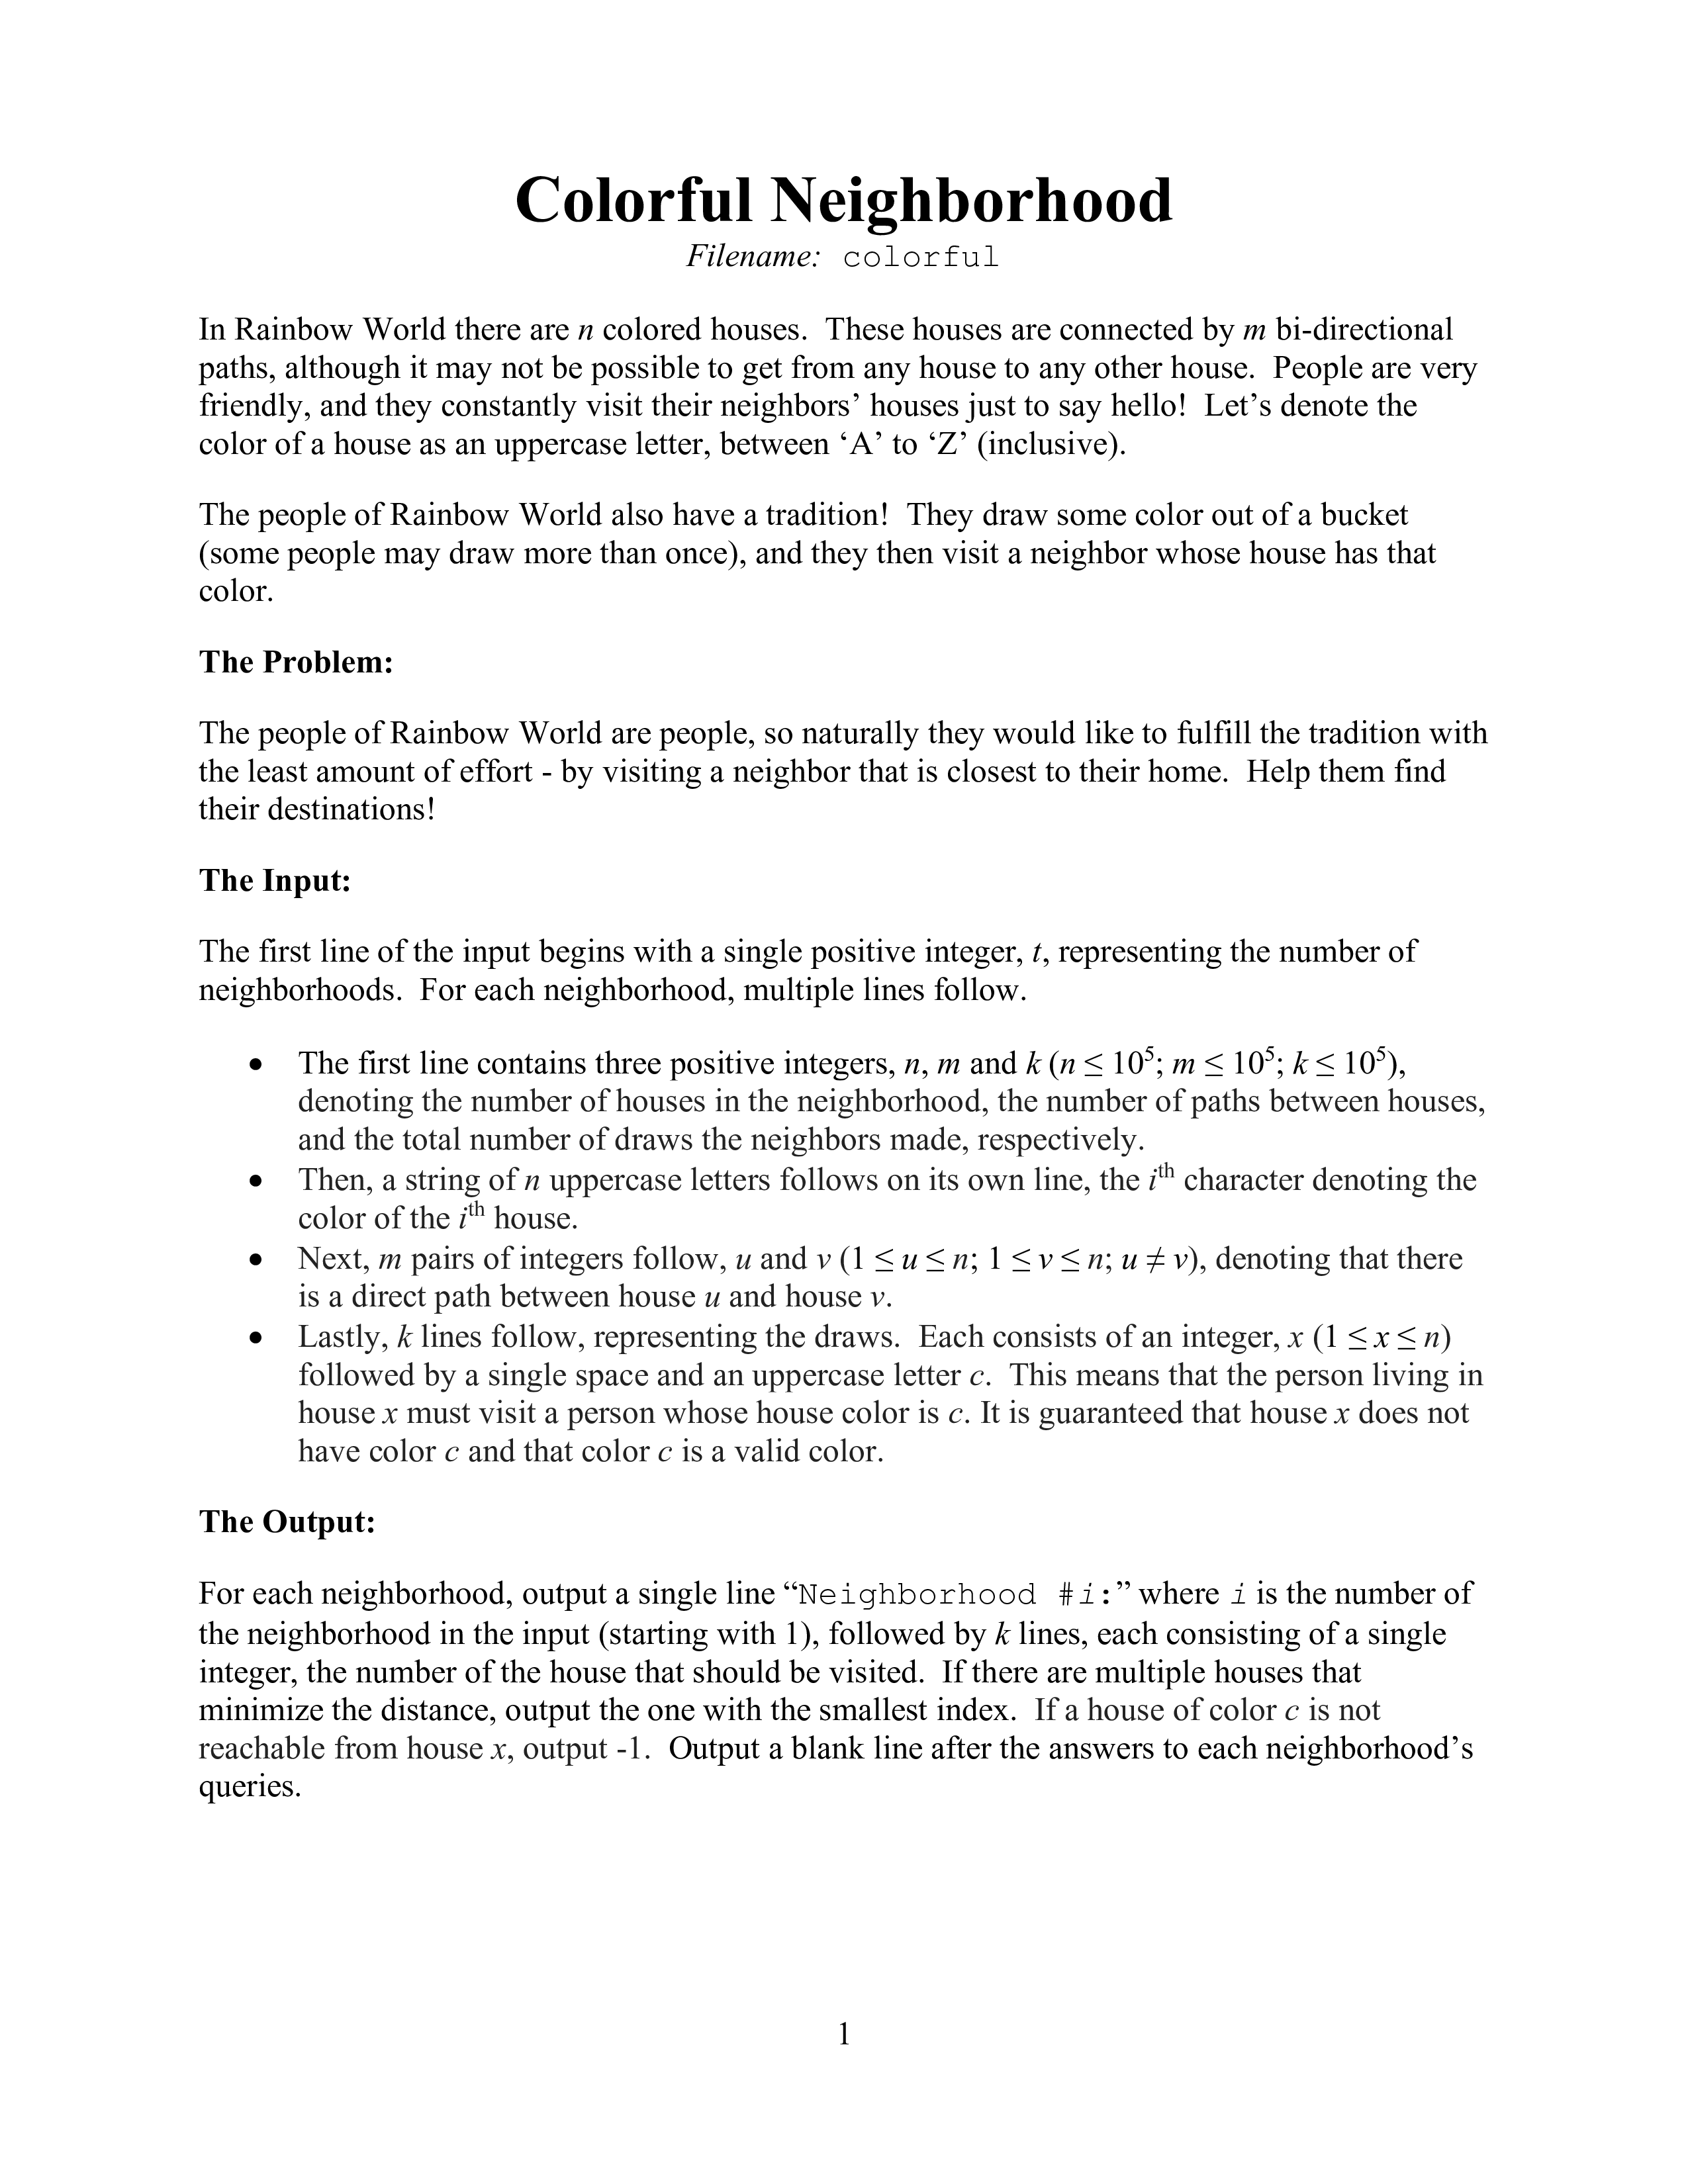 Colorful Neighborhood
Filename: colorful
In Rainbow World there are n colored houses. These houses are connected by m bi-directional
paths, although it may not be possible to get from any house to any other house. People are very
friendly, and they constantly visit their neighbors’ houses just to say hello! Let’s denote the
color of a house as an uppercase letter, between ‘A’ to ‘Z’ (inclusive).
The people of Rainbow World also have a tradition! They draw some color out of a bucket
(some people may draw more than once), and they then visit a neighbor whose house has that
color.
The Problem:
The people of Rainbow World are people, so naturally they would like to fulfill the tradition with
the least amount of effort - by visiting a neighbor that is closest to their home. Help them find
their destinations!
The Input:
The first line of the input begins with a single positive integer, t, representing the number of
neighborhoods. For each neighborhood, multiple lines follow.
• The first line contains three positive integers, n, m and k (n ≤ 10⁵; m ≤ 10⁵; k ≤ 10⁵),
denoting the number of houses in the neighborhood, the number of paths between houses,
and the total number of draws the neighbors made, respectively.
• Then, a string of n uppercase letters follows on its own line, the iᵗʰ character denoting the
color of the iᵗʰ house.
• Next, m pairs of integers follow, u and v (1 ≤ u ≤ n; 1 ≤ v ≤ n; u ≠ v), denoting that there
is a direct path between house u and house v.
• Lastly, k lines follow, representing the draws. Each consists of an integer, x (1 ≤ x ≤ n)
followed by a single space and an uppercase letter c. This means that the person living in
house x must visit a person whose house color is c. It is guaranteed that house x does not
have color c and that color c is a valid color.
The Output:
For each neighborhood, output a single line “Neighborhood #i:” where i is the number of
the neighborhood in the input (starting with 1), followed by k lines, each consisting of a single
integer, the number of the house that should be visited. If there are multiple houses that
minimize the distance, output the one with the smallest index. If a house of color c is not
reachable from house x, output -1. Output a blank line after the answers to each neighborhood’s
queries.
1